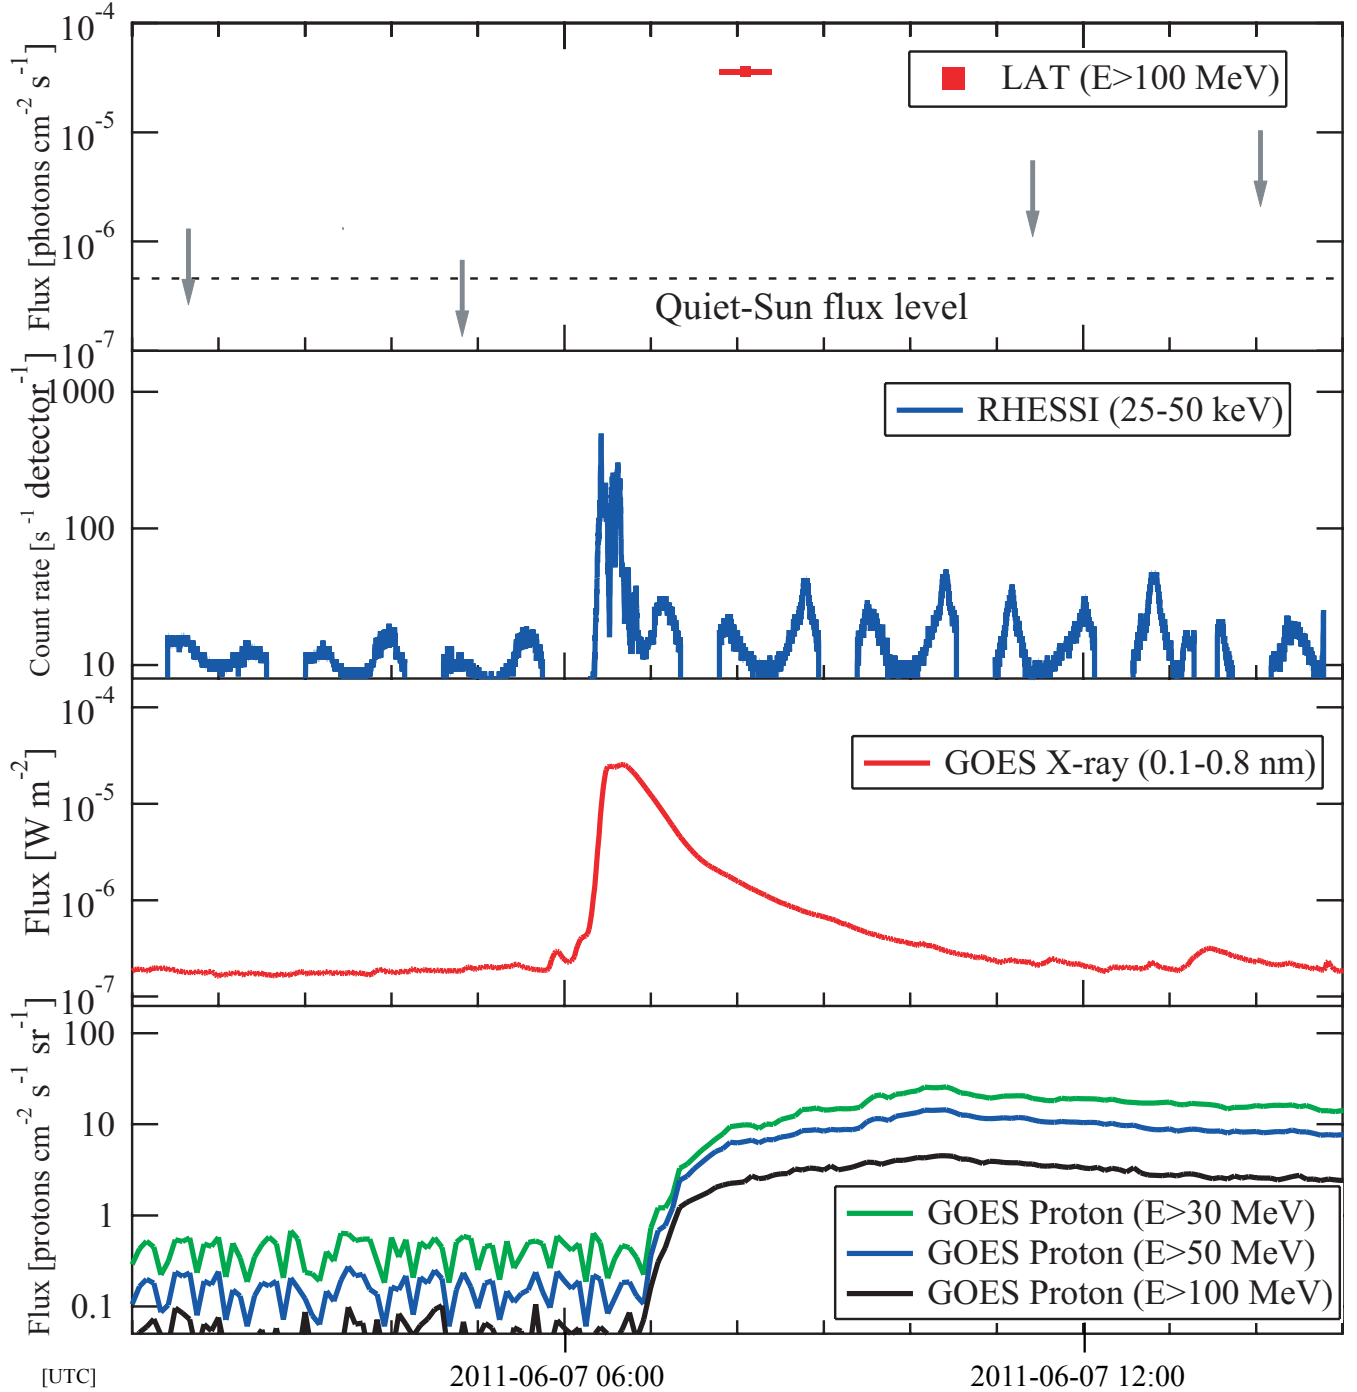 10-4
10-5
10-6
10-7
Flux [photons cm-2 s-1]
LAT (E>100 MeV)
Quiet-Sun flux level
1000
100
10
Count rate [s-1 detector-1]
RHESSI (25-50 keV)
10-4
10-5
10-6
10-7
Flux [W m-2]
GOES X-ray (0.1-0.8 nm)
100
10
1
0.1
Flux [protons cm-2 s-1 sr-1]
GOES Proton (E>30 MeV)
GOES Proton (E>50 MeV)
GOES Proton (E>100 MeV)
[UTC]
2011-06-07 06:00
2011-06-07 12:00